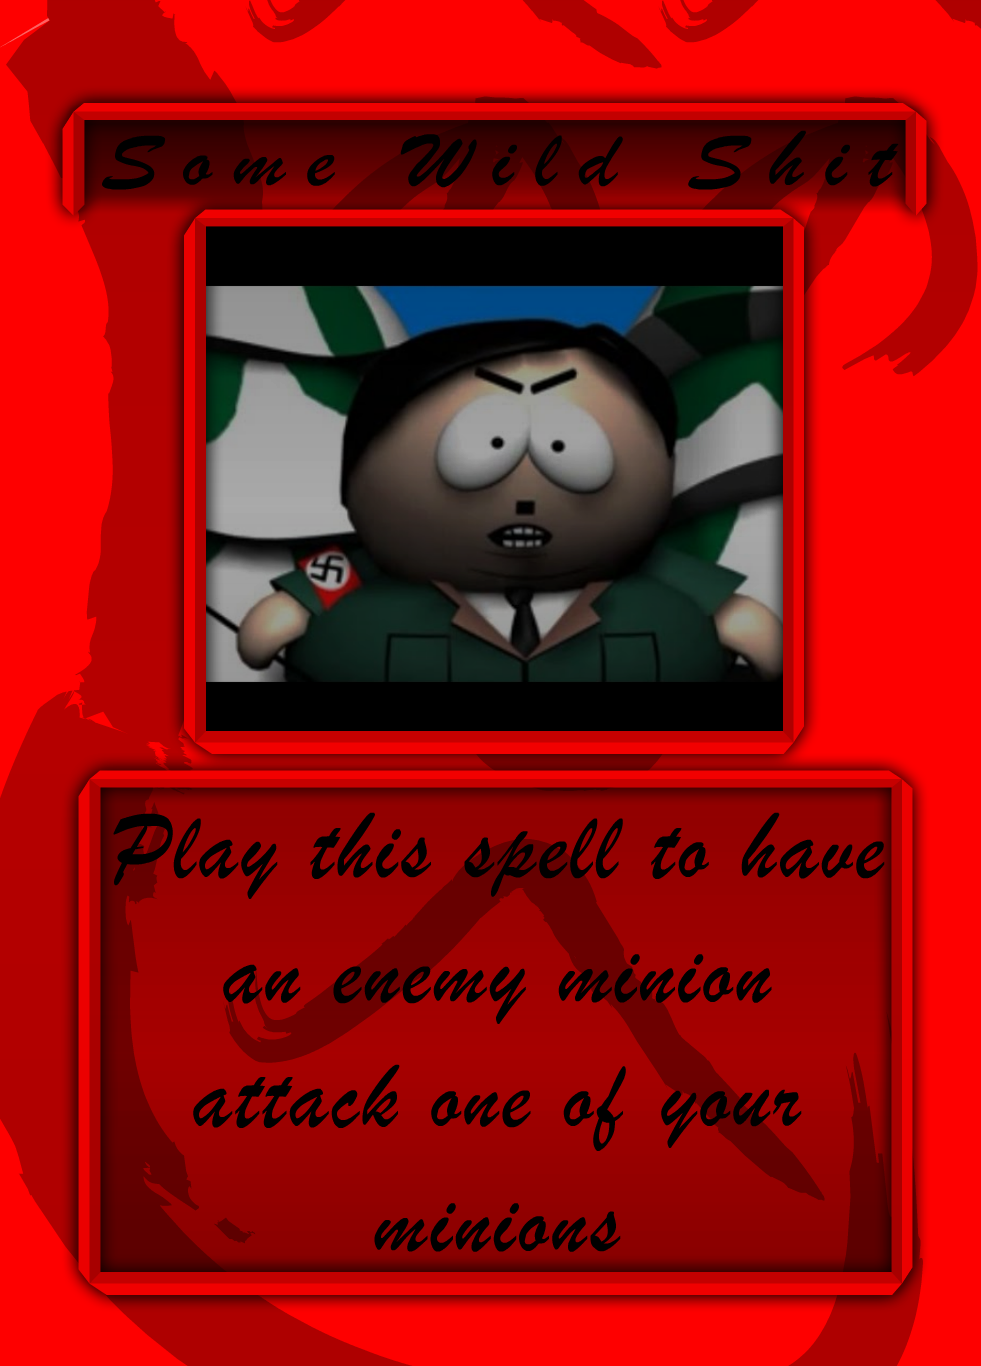 Some Wild Shit
Play this spell to have
an enemy minion
attack one of your
minions